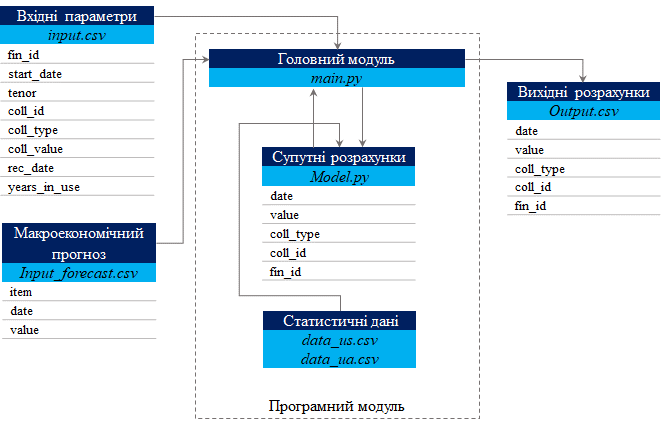 Вхідні параметри
input.csv
fin_id
start_date
tenor
coll_id
coll_type
coll_value
rec_date
years_in_use
Макроекономічний
прогноз
Input_forecast.csv
item
date
value
Головний модуль
main.py
Супутні розрахунки
Model.py
date
value
coll_type
coll_id
fin_id
Статистичні дані
data_us.csv
data_ua.csv
Програмний модуль
Вихідні розрахунки
Output.csv
date
value
coll_type
coll_id
fin_id